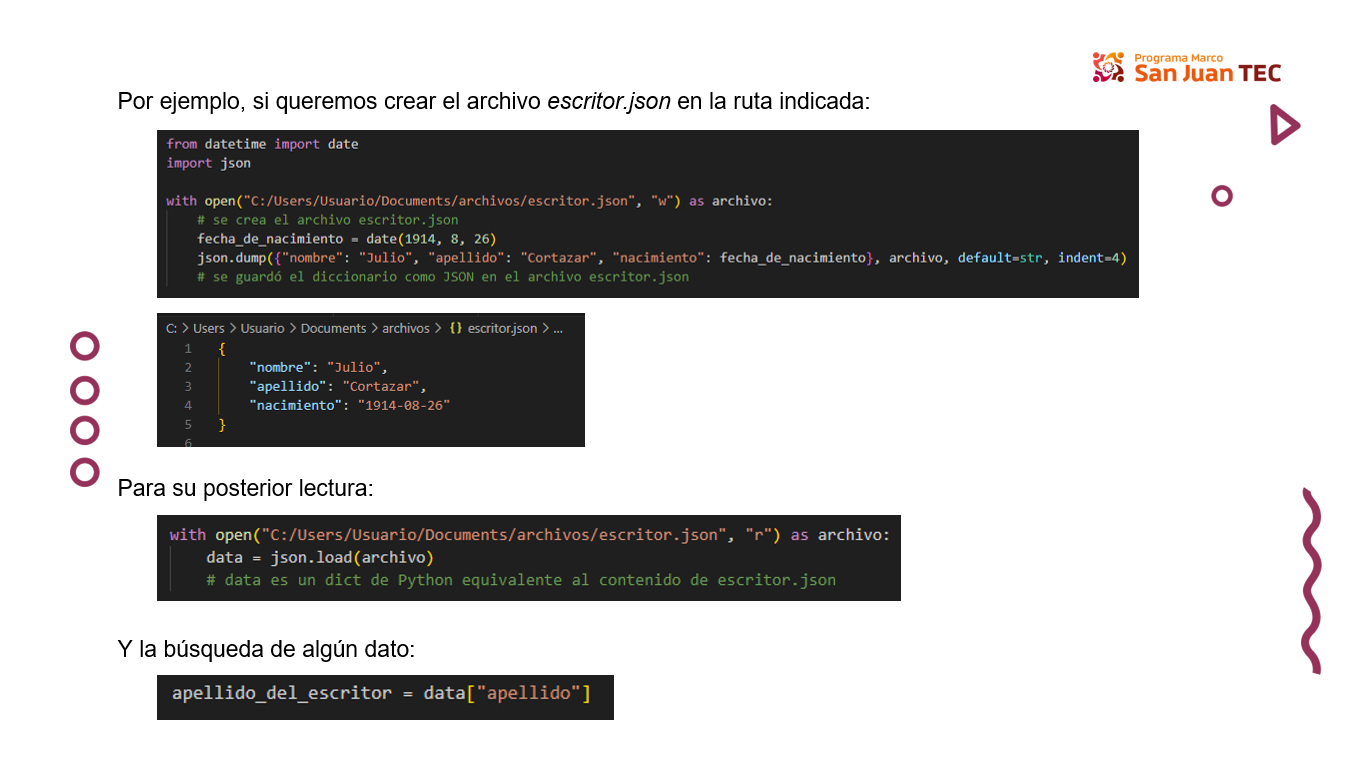 Programa Marco
San Juan TEC
Por ejemplo, si queremos crear el archivo escritor.json en la ruta indicada:
from datetime import date
import json
with open("C:/Users/Usuario/Documents/archivos/escritor.json", "w") as archivo:
    # se crea el archivo escritor.json
    fecha_de_nacimiento = date(1914, 8, 26)
    json.dump({"nombre": "Julio", "apellido": "Cortazar", "nacimiento": fecha_de_nacimiento}, archivo, default=str, indent=4)
    # se guardó el diccionario como JSON en el archivo escritor.json
C: > Users > Usuario > Documents > archivos > {} escritor.json > ...
1 {
2     "nombre": "Julio",
3     "apellido": "Cortazar",
4     "nacimiento": "1914-08-26"
5 }
6
Para su posterior lectura:
with open("C:/Users/Usuario/Documents/archivos/escritor.json", "r") as archivo:
    data = json.load(archivo)
    # data es un dict de Python equivalente al contenido de escritor.json
Y la búsqueda de algún dato:
apellido_del_escritor = data["apellido"]